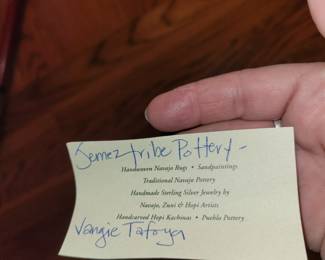 Jemez tribe Pottery -
Handwoven Navajo Rugs • Sandpaintings
Traditional Navajo Pottery
Handmade Sterling Silver Jewelry by
Navajo, Zuni & Hopi Artists
Handcarved Hopi Kachinas • Pueblo Pottery
Vangie Tafoya